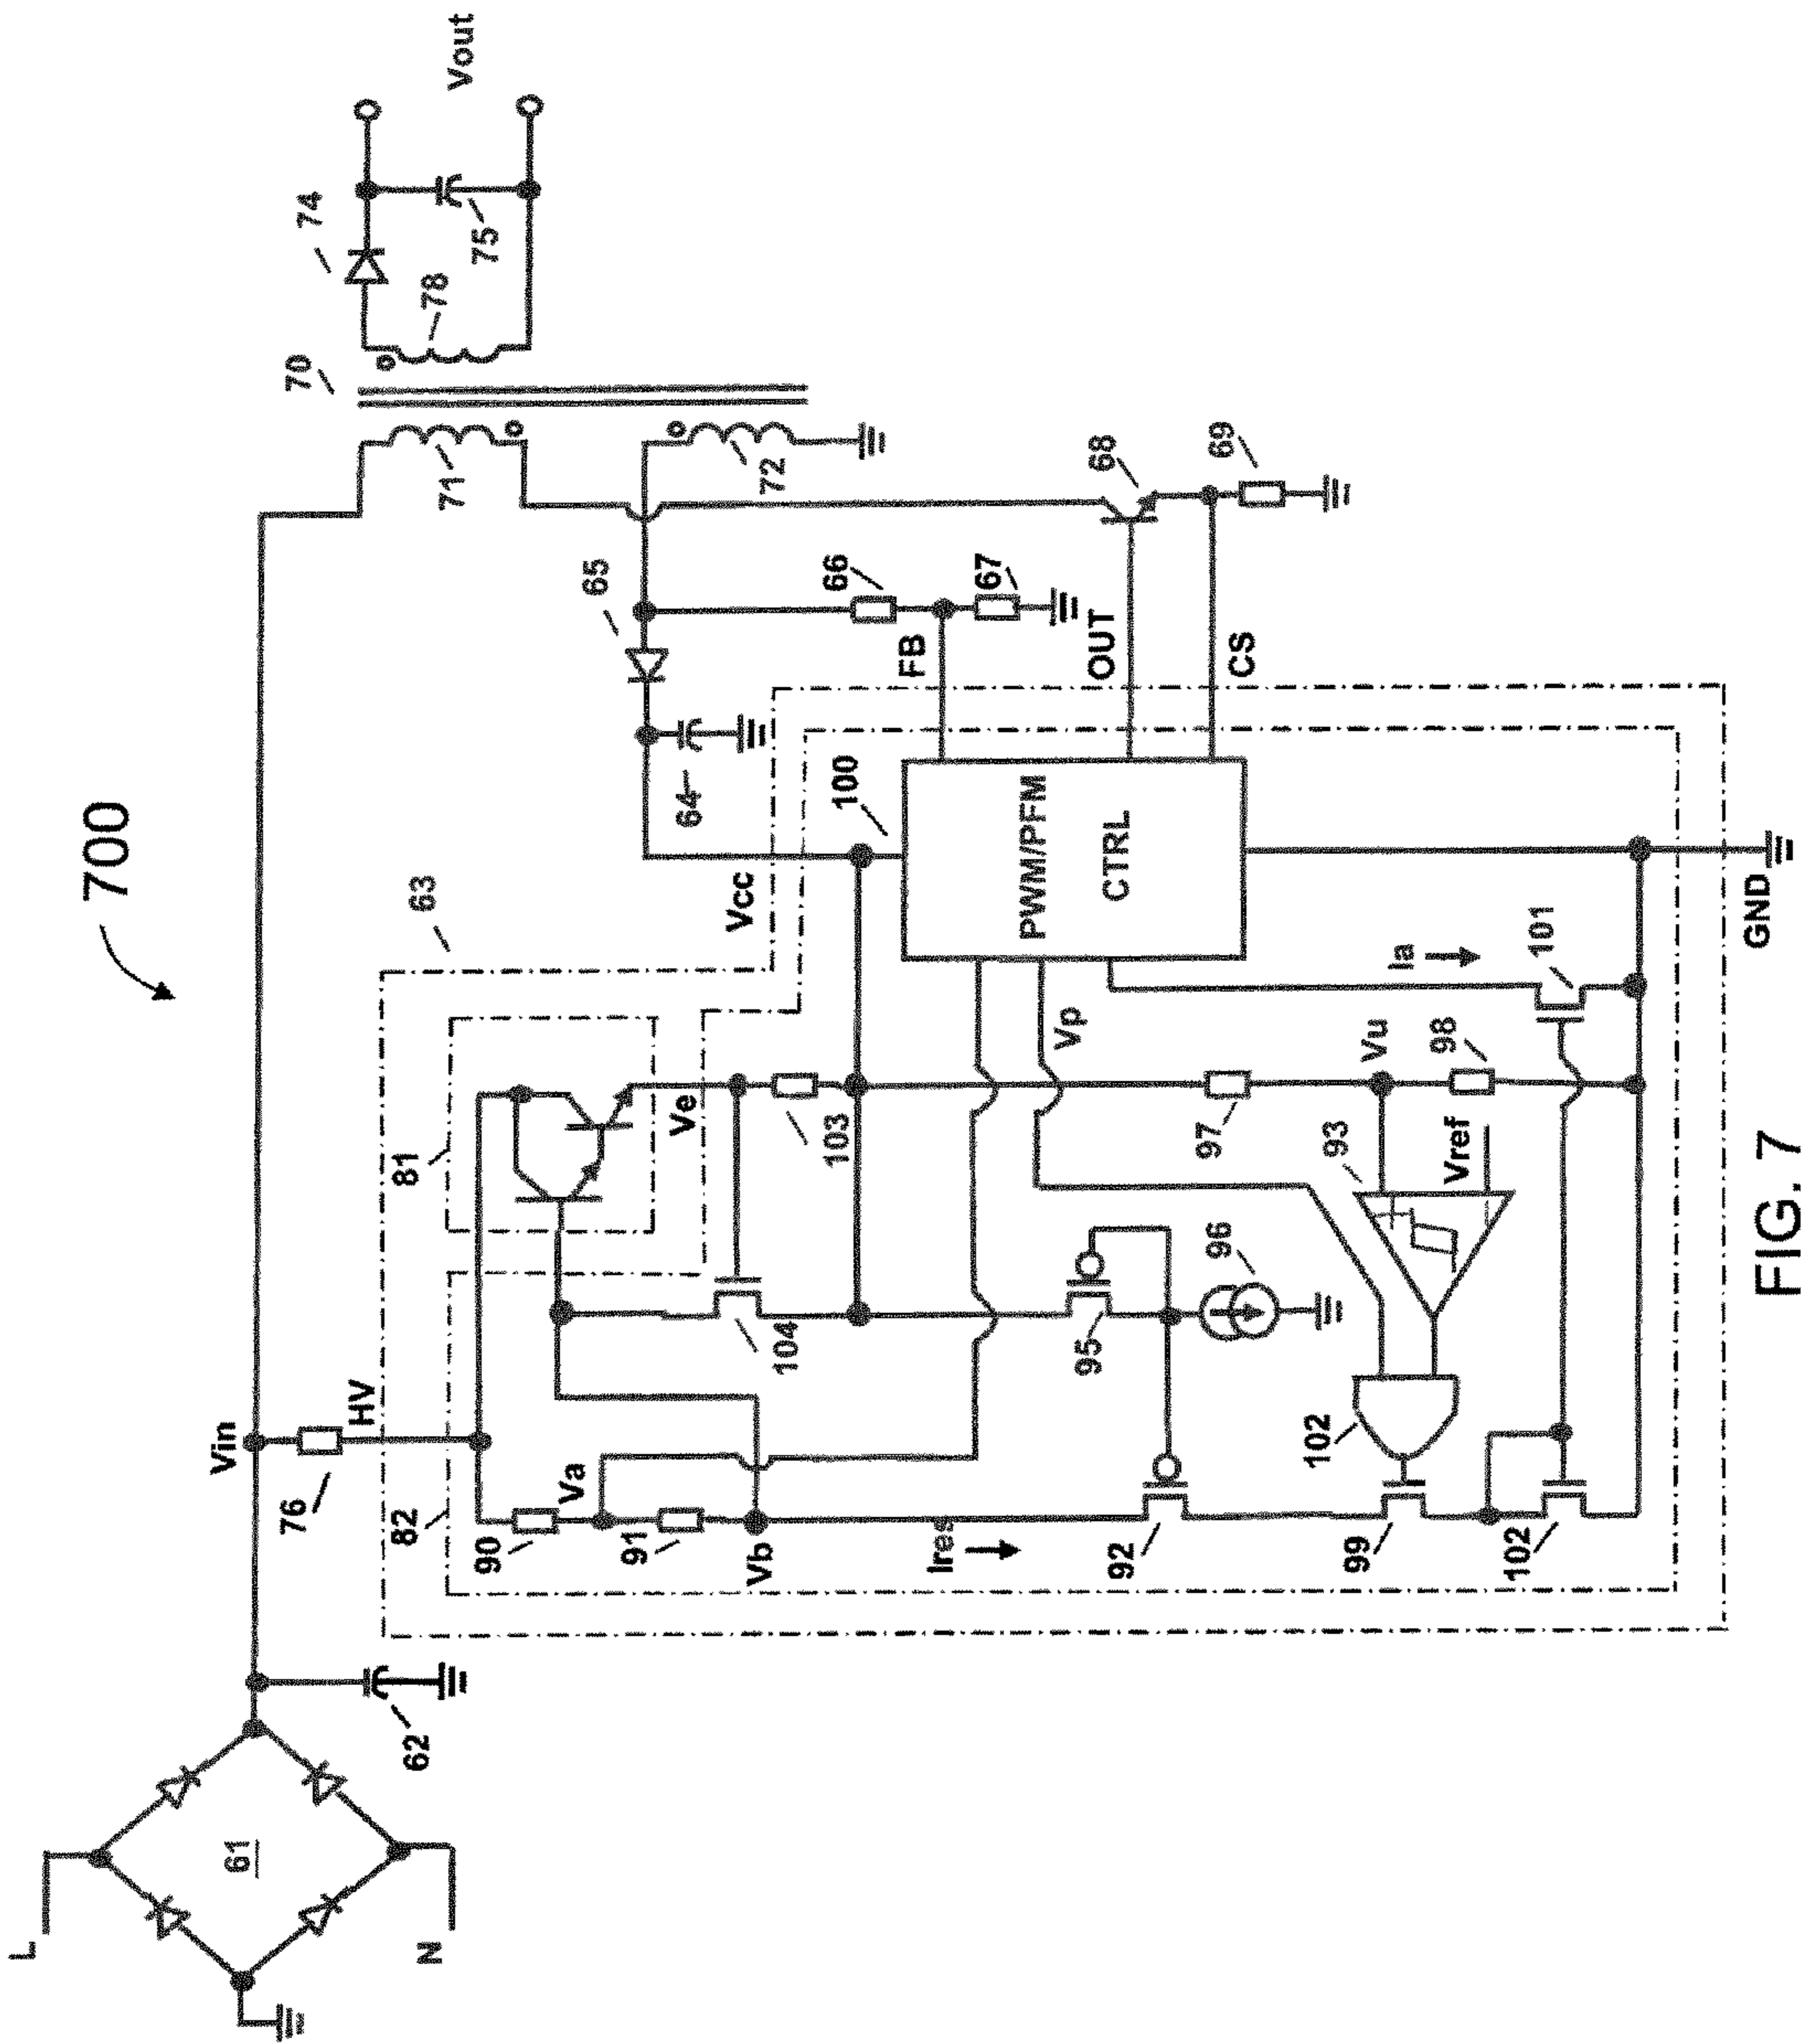 700
L
N
61
62
Vin
76
HV
63
70
71
72
74
75
78
Vout
65
64
66
67
FB
OUT
CS
68
69
Vcc
100
PWM/PFM
CTRL
81
82
90
Va
91
Vb
Ve
103
104
Vp
Ia
Ires
92
95
96
97
Vu
98
93
Vref
102
99
102
101
GND
FIG. 7